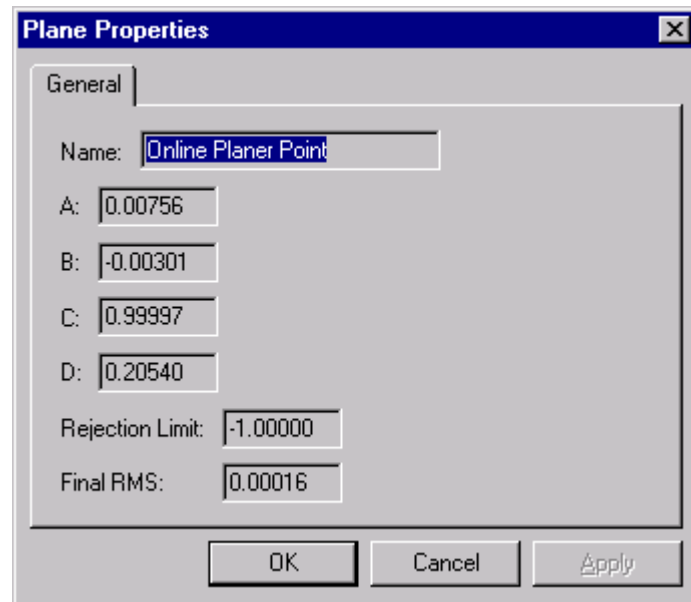 Plane Properties
General
Name: Online Planer Point
A: 0.00756
B: -0.00301
C: 0.99997
D: 0.20540
Rejection Limit: -1.00000
Final RMS: 0.00016
OK Cancel Apply